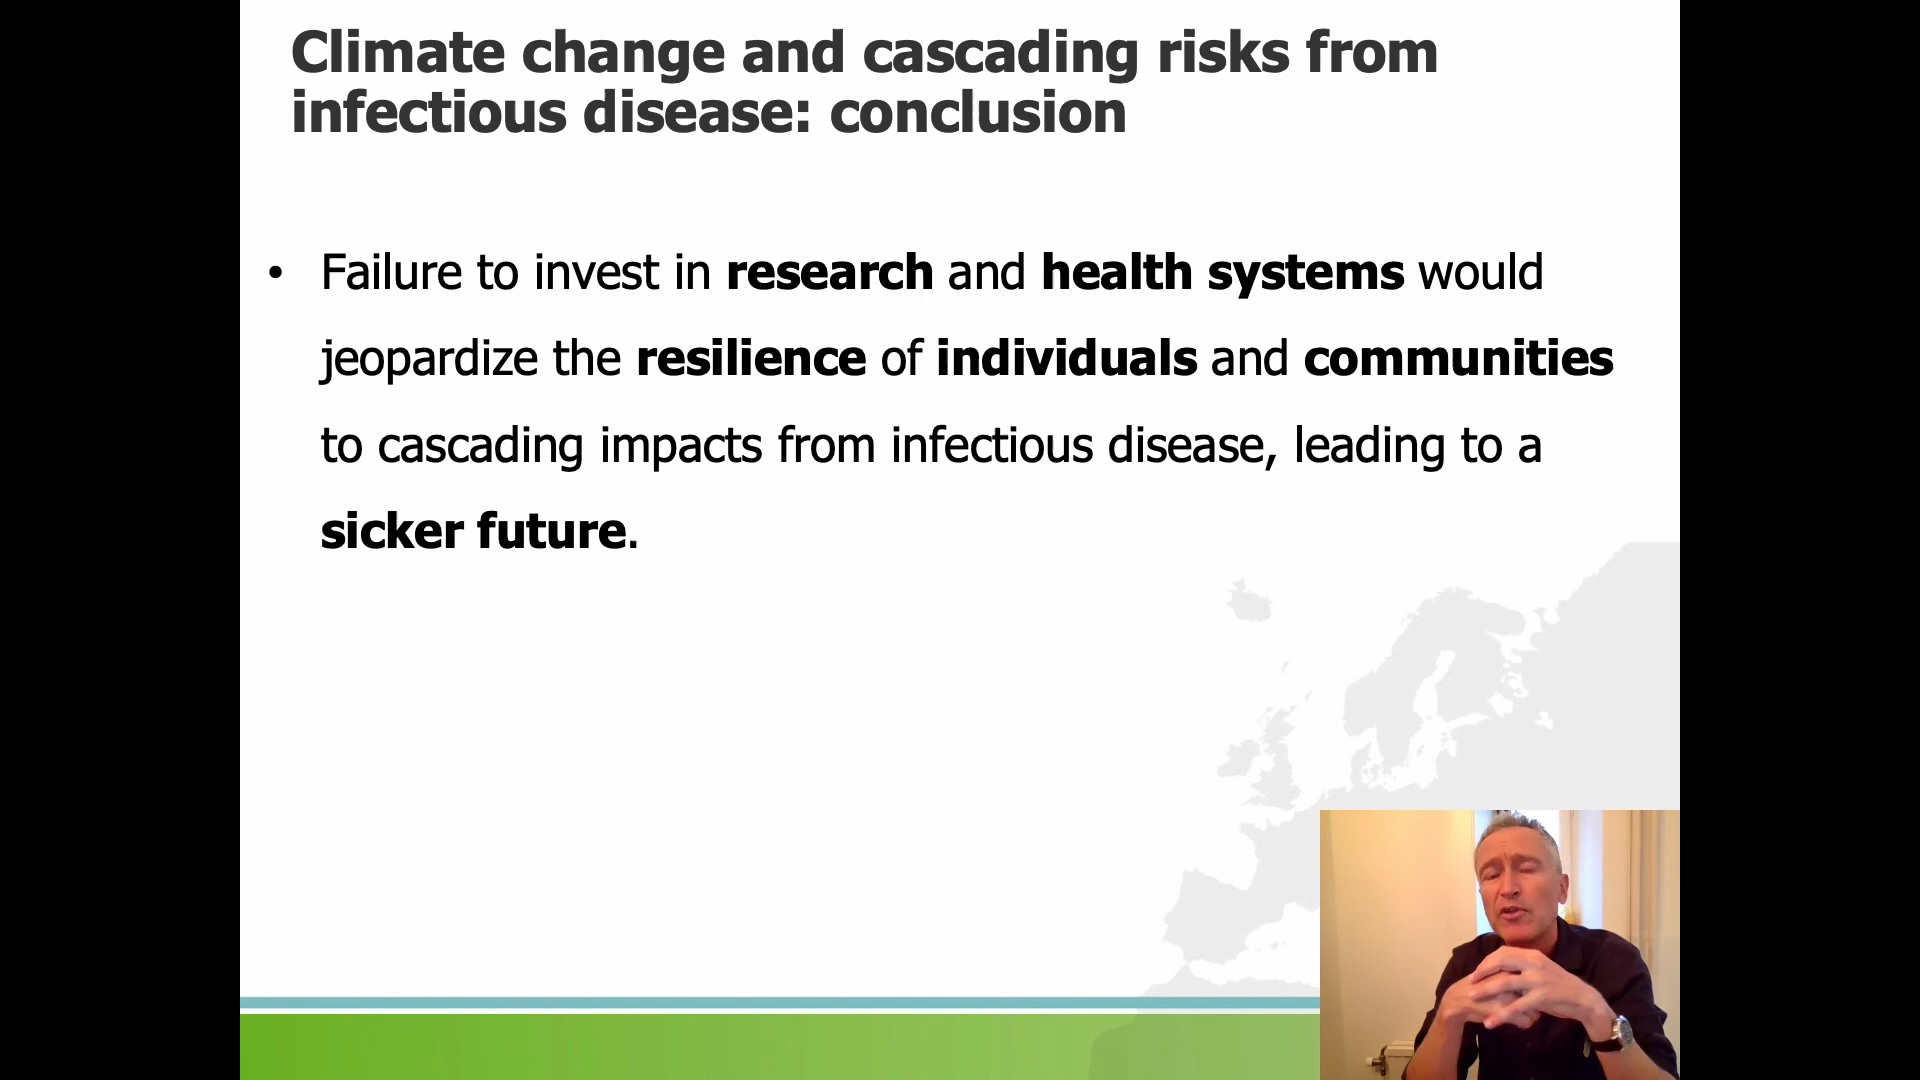 Climate change and cascading risks from
infectious disease: conclusion
• Failure to invest in research and health systems would
jeopardize the resilience of individuals and communities
to cascading impacts from infectious disease, leading to a
sicker future.